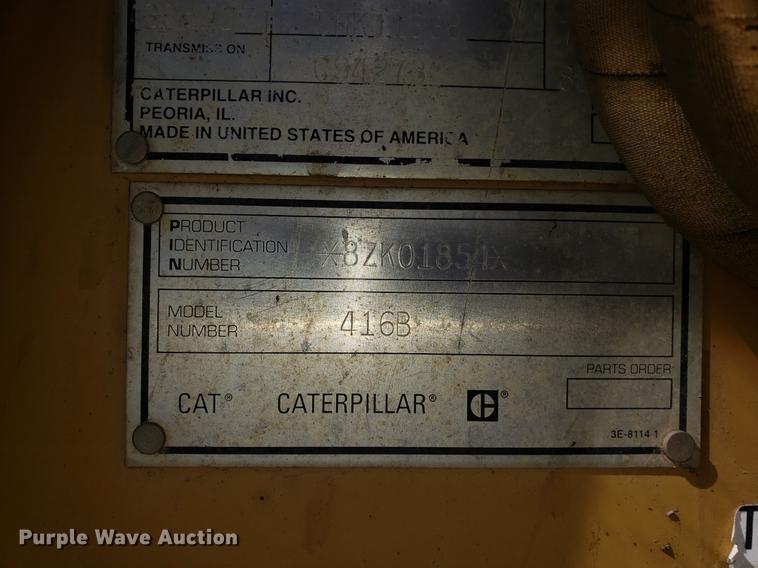 TRANSMISSION
CATERPILLAR INC.
PEORIA, IL.
MADE IN UNITED STATES OF AMERICA
PRODUCT
IDENTIFICATION
NUMBER
*8ZK01854*
MODEL
NUMBER
416B
PARTS ORDER
CAT® CATERPILLAR® C®
3E-8114 1
Purple Wave Auction